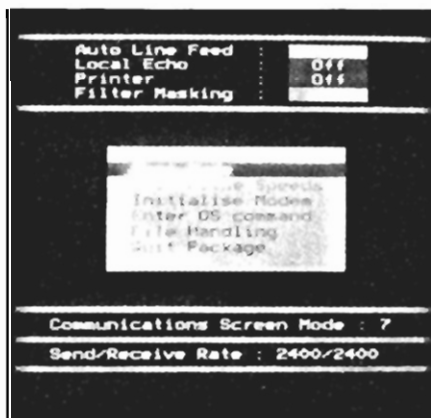 Auto Line Feed :
Local Echo : Off
Printer : Off
Filter Masking :
Speeds
Initialise Modem
Enter OS command
File Handling
Quit Package
Communications Screen Mode : 7
Send/Receive Rate : 2400/2400